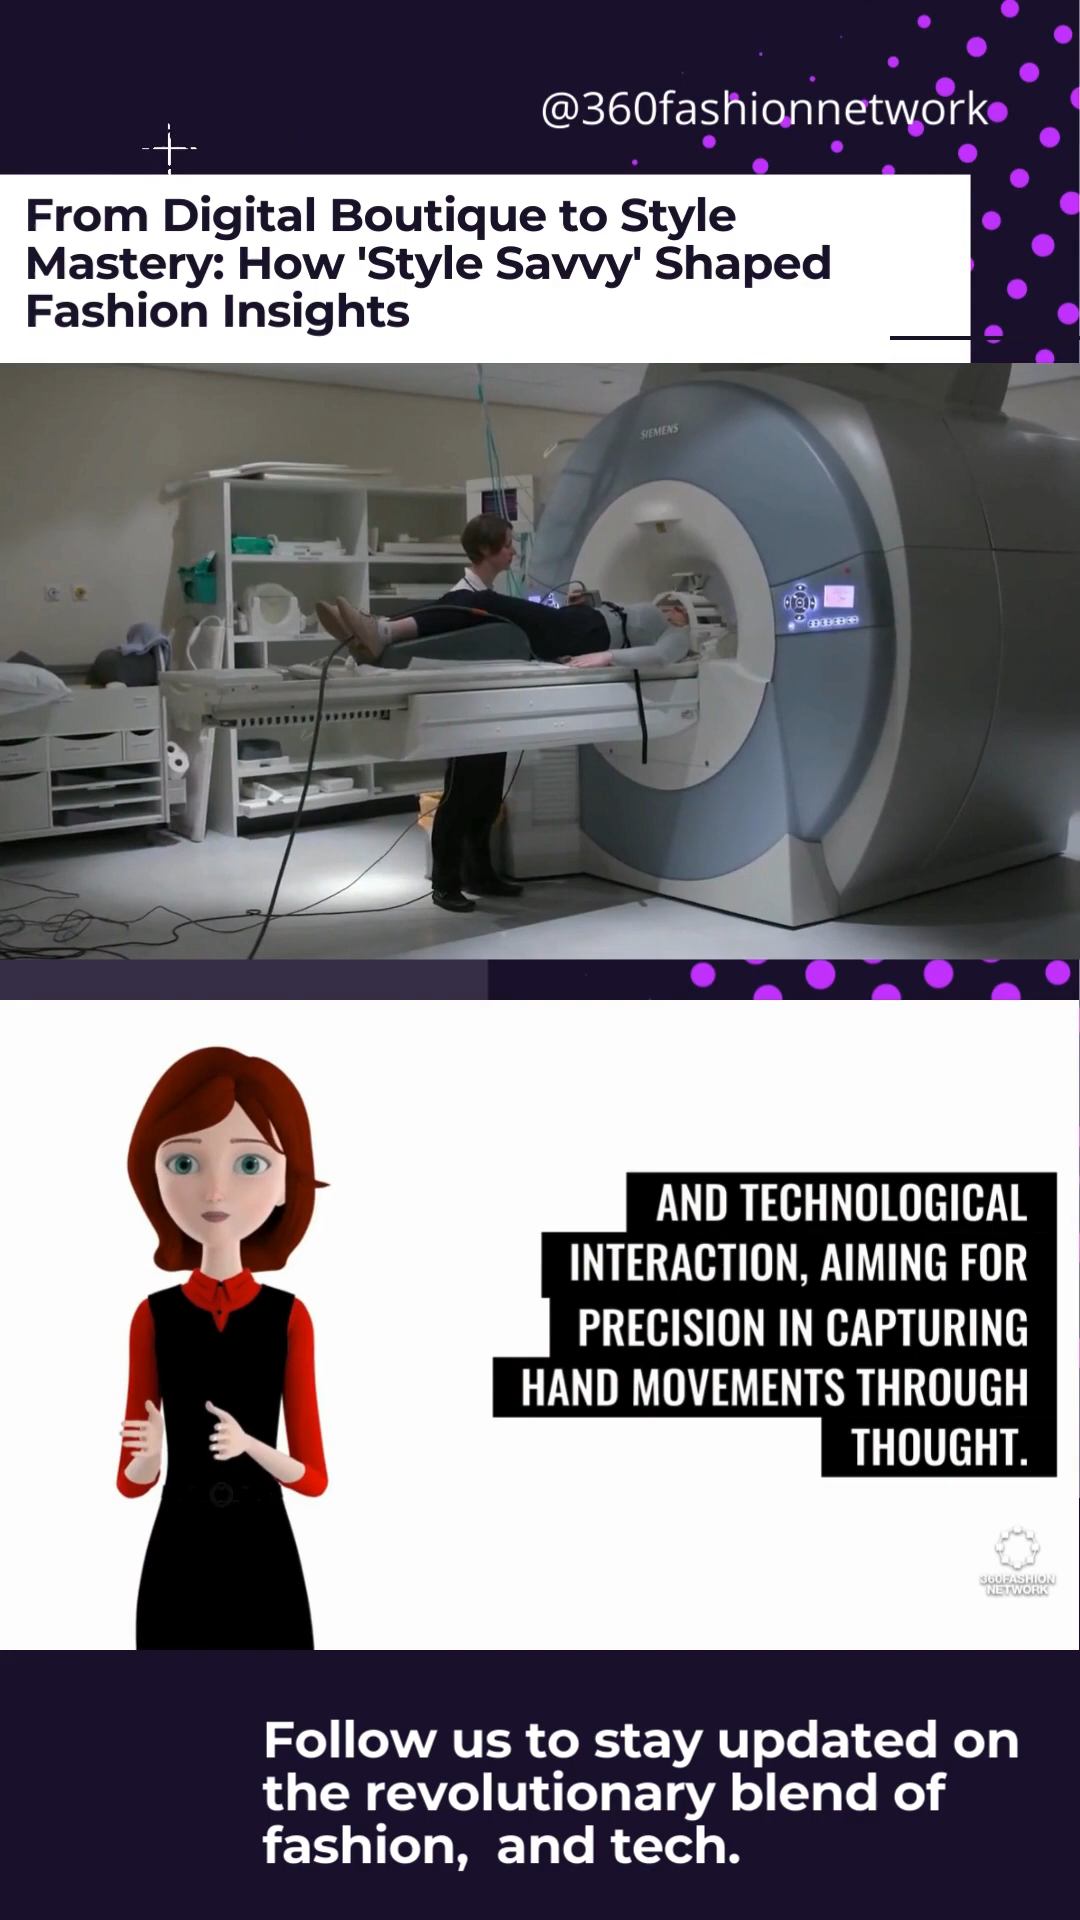 @360fashionnetwork
From Digital Boutique to Style
Mastery: How 'Style Savvy' Shaped
Fashion Insights
SIEMENS
AND TECHNOLOGICAL
INTERACTION, AIMING FOR
PRECISION IN CAPTURING
HAND MOVEMENTS THROUGH
THOUGHT.
360FASHION
NETWORK
Follow us to stay updated on
the revolutionary blend of
fashion,  and tech.